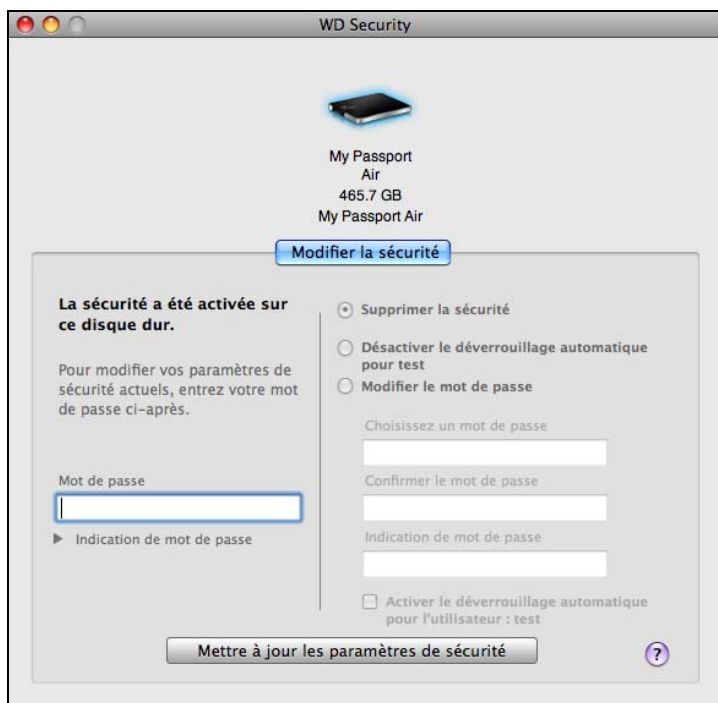 WD Security
My Passport
Air
465.7 GB
My Passport Air
Modifier la sécurité
La sécurité a été activée sur
ce disque dur.
Pour modifier vos paramètres de
sécurité actuels, entrez votre mot
de passe ci-après.
Mot de passe
Indication de mot de passe
Supprimer la sécurité
Désactiver le déverrouillage automatique
pour test
Modifier le mot de passe
Choisissez un mot de passe
Confirmer le mot de passe
Indication de mot de passe
Activer le déverrouillage automatique
pour l'utilisateur : test
Mettre à jour les paramètres de sécurité
?